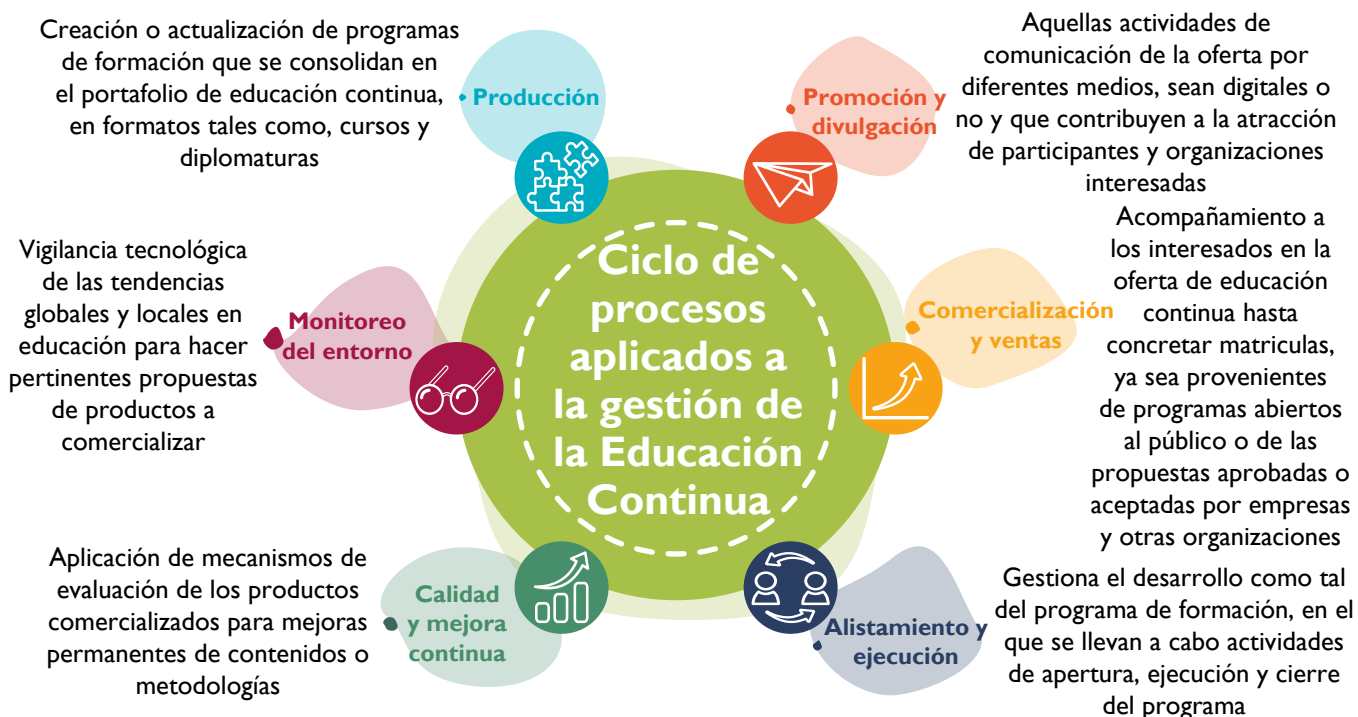 Creación o actualización de programas
de formación que se consolidan en
el portafolio de educación continua,
en formatos tales como, cursos y
diplomaturas
Producción
Promoción y
divulgación
Aquellas actividades de
comunicación de la oferta por
diferentes medios, sean digitales o
no y que contribuyen a la atracción
de participantes y organizaciones
interesadas
Vigilancia tecnológica
de las tendencias
globales y locales en
educación para hacer
pertinentes propuestas
de productos a
comercializar
Monitoreo
del entorno
Ciclo de
procesos
aplicados a
la gestión de
la Educación
Continua
Comercialización
y ventas
Acompañamiento a
los interesados en la
oferta de educación
continua hasta
concretar matriculas,
ya sea provenientes
de programas abiertos
al público o de las
propuestas aprobadas o
aceptadas por empresas
y otras organizaciones
Aplicación de mecanismos de
evaluación de los productos
comercializados para mejoras
permanentes de contenidos o
metodologías
Calidad
y mejora
continua
Alistamiento y
ejecución
Gestiona el desarrollo como tal
del programa de formación, en el
que se llevan a cabo actividades
de apertura, ejecución y cierre
del programa